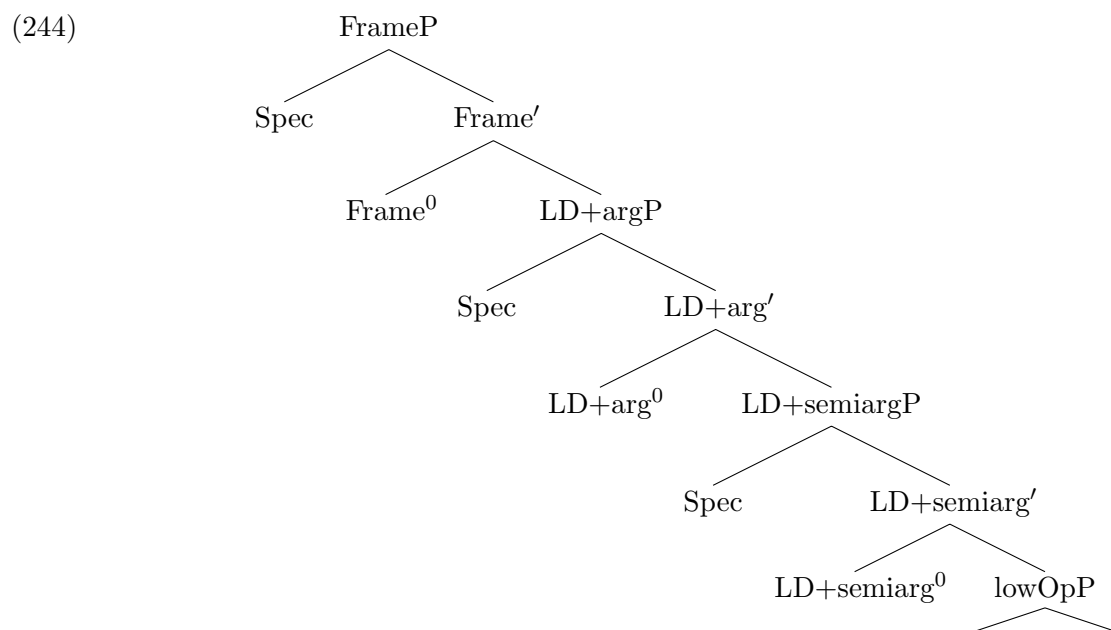 (244) FrameP
Spec Frame′
Frame⁰ LD+argP
Spec LD+arg′
LD+arg⁰ LD+semiargP
Spec LD+semiarg′
LD+semiarg⁰ lowOpP